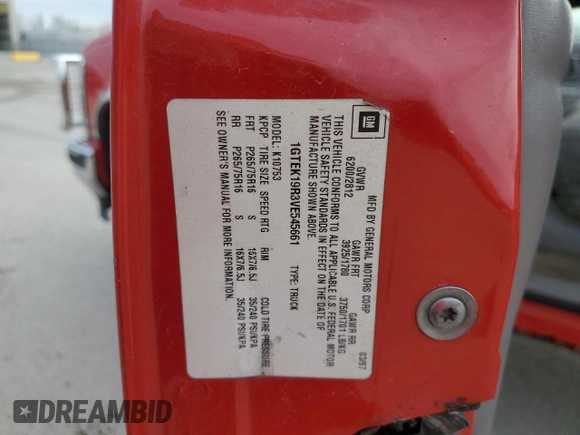 GM
MFD BY GENERAL MOTORS CORP 03/97
GVWR GAWR FRT GAWR RR
6200/2812 3925/1780 3750/1701 LB/KG
THIS VEHICLE CONFORMS TO ALL APPLICABLE U.S. FEDERAL MOTOR
VEHICLE SAFETY STANDARDS IN EFFECT ON THE DATE OF
MANUFACTURE SHOWN ABOVE.
1GTEK19R3VE545661 TYPE: TRUCK
MODEL: K10753
KPCP TIRE SIZE SPEED RTG RIM COLD TIRE PRESSURE
FRT P265/75R16 S 16X7/6.5J 35/240 PSI/KPA
RR P265/75R16 S 16X7/6.5J 35/240 PSI/KPA
SEE OWNER'S MANUAL FOR MORE INFORMATION.
DREAMBID